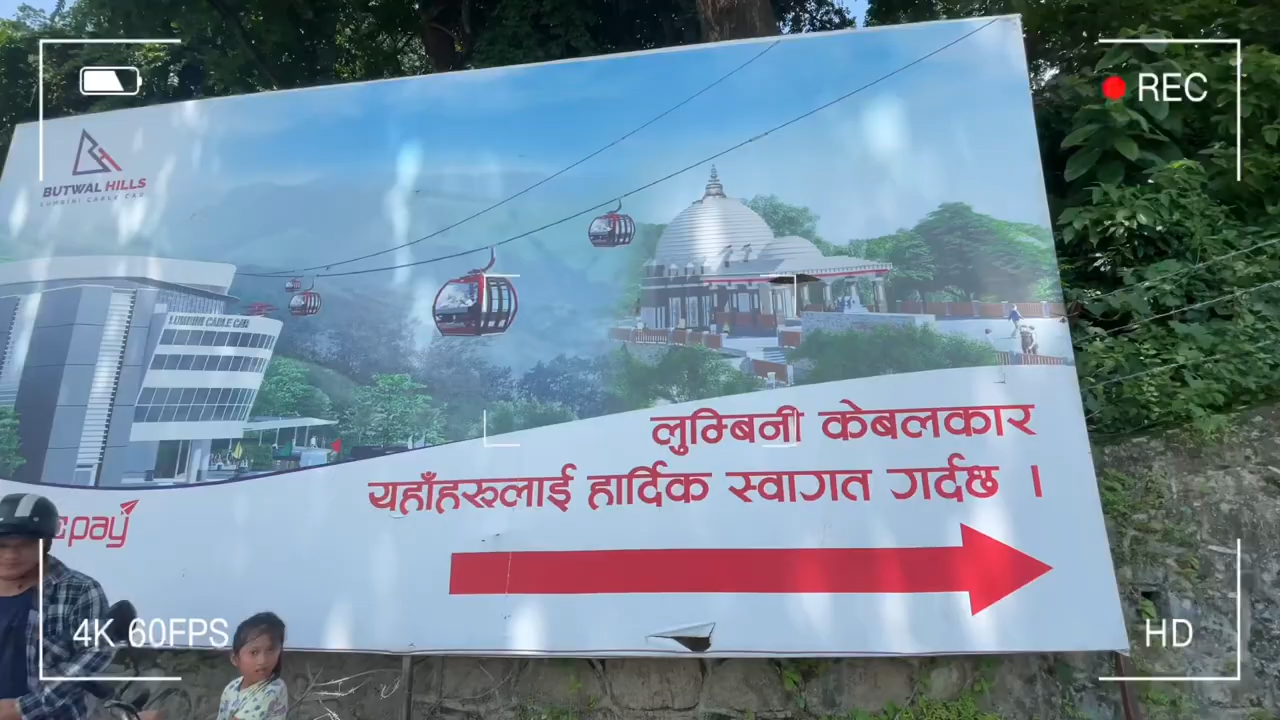 REC
BUTWAL HILLS
LUMBINI CABLE CAR
LUMBINI CABLE CAR
लुम्बिनी केबलकार
यहाँहरूलाई हार्दिक स्वागत गर्दछ ।
pay
4K 60FPS
HD